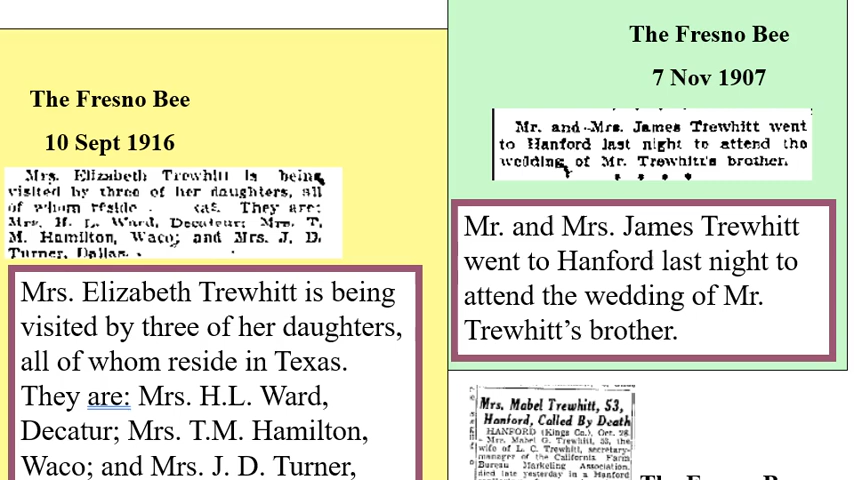 The Fresno Bee
10 Sept 1916
Mrs. Elizabeth Trewhitt is being
visited by three of her daughters, all
of whom reside xas. They are:
Mrs. H. L. Ward, Decatur; Mrs. T.
M. Hamilton, Waco; and Mrs. J. D.
Turner, Dallas.
Mrs. Elizabeth Trewhitt is being
visited by three of her daughters,
all of whom reside in Texas.
They are: Mrs. H.L. Ward,
Decatur; Mrs. T.M. Hamilton,
Waco; and Mrs. J. D. Turner,
The Fresno Bee
7 Nov 1907
Mr. and Mrs. James Trewhitt went
to Hanford last night to attend the
wedding of Mr. Trewhitt's brother.
Mr. and Mrs. James Trewhitt
went to Hanford last night to
attend the wedding of Mr.
Trewhitt’s brother.
Mrs. Mabel Trewhitt, 53,
Hanford, Called By Death
HANFORD (Kings Co.), Oct. 28.
— Mrs. Mabel G. Trewhitt, 53, the
wife of L. C. Trewhitt, secretary-
manager of the California Farm
Bureau Marketing Association,
died late yesterday in a Hanford
The Fresno B